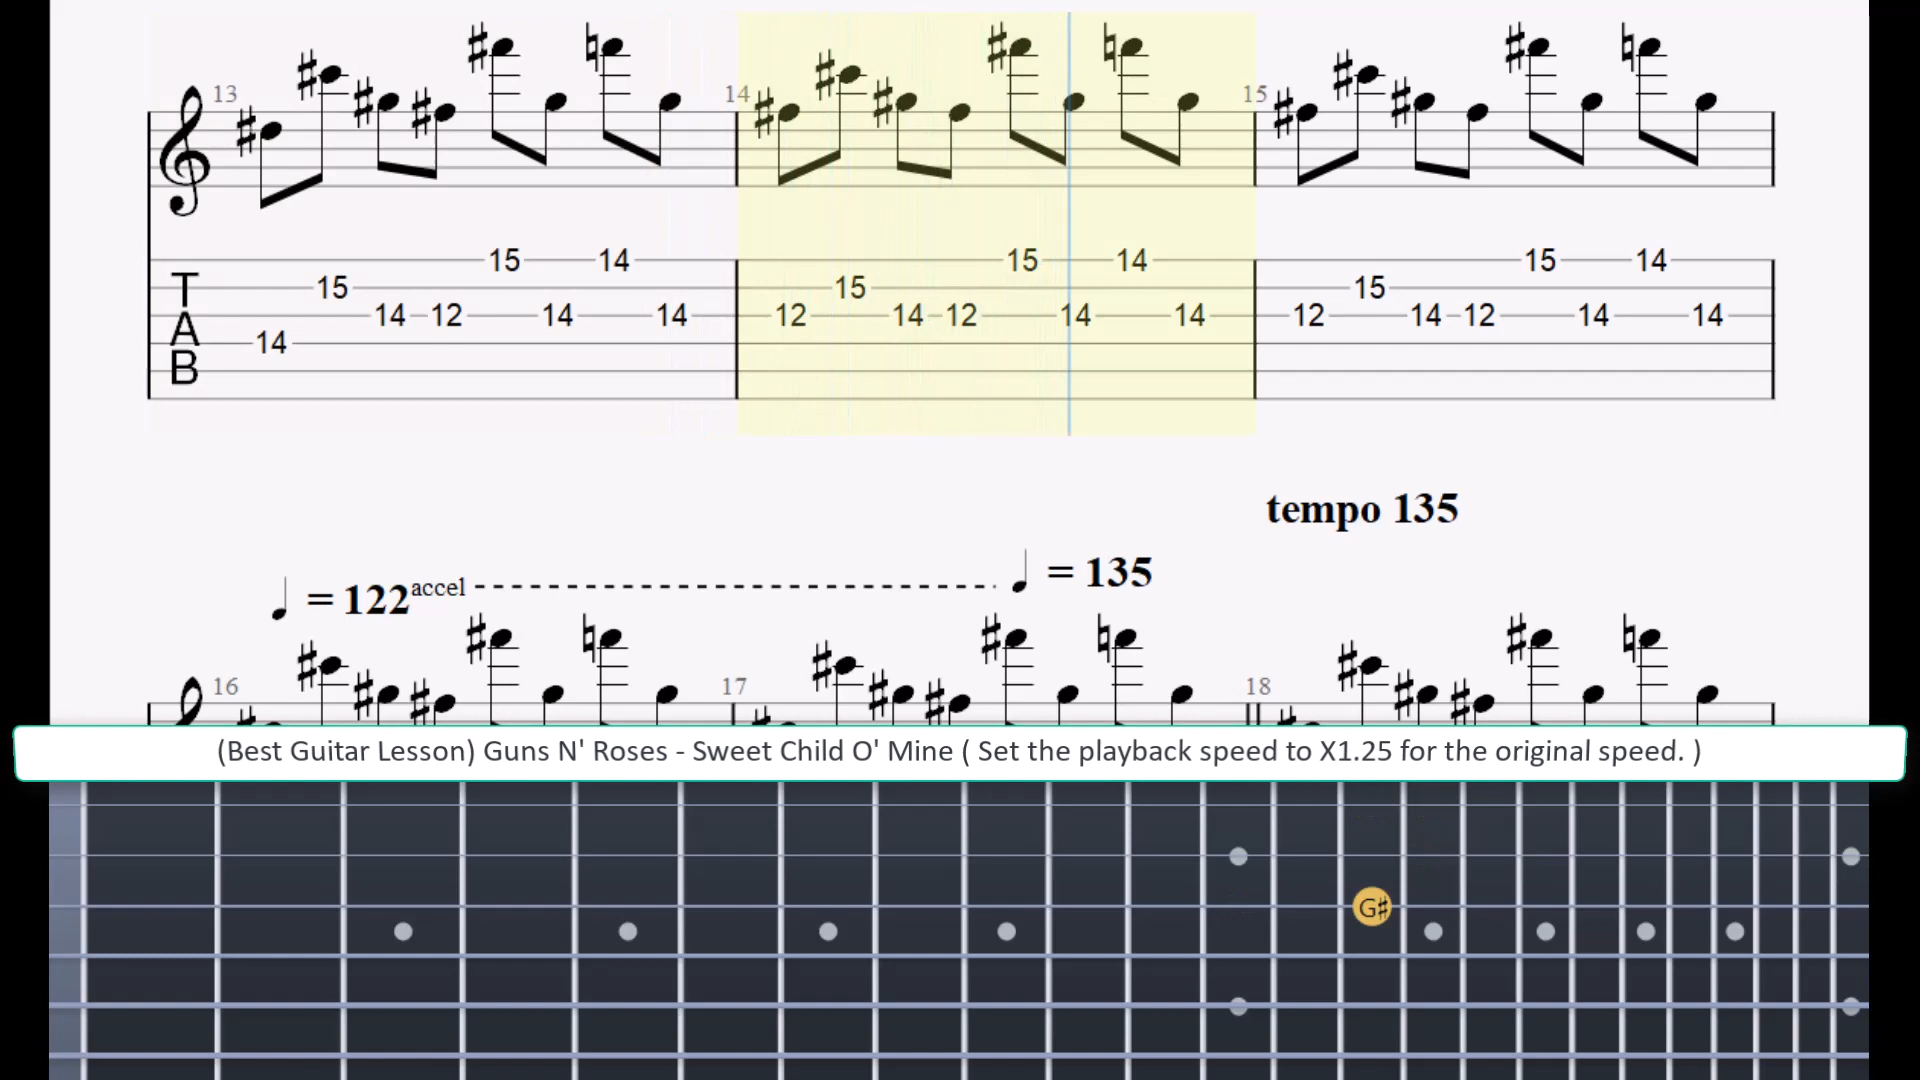 13 14 15
15 14 15 14 15 14
T 15 15 15
A 14 12 14 14 12 14 12 14 14 12 14 12 14 14
14
B
tempo 135
= 122 accel = 135
16 17 18
(Best Guitar Lesson) Guns N' Roses - Sweet Child O' Mine ( Set the playback speed to X1.25 for the original speed. )
G♯